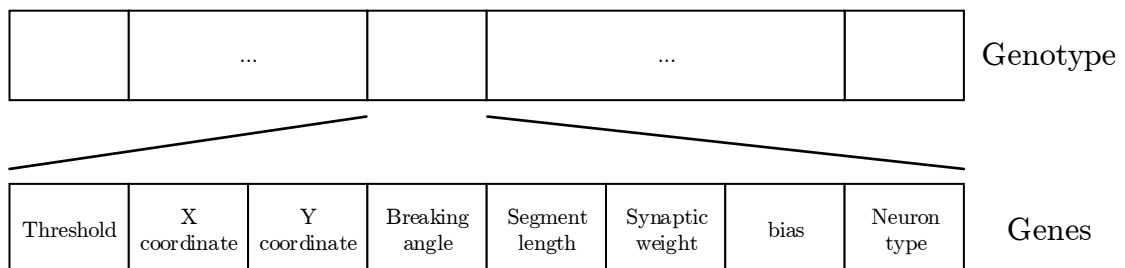 ... ... Genotype
Threshold X coordinate Y coordinate Breaking angle Segment length Synaptic weight bias Neuron type Genes